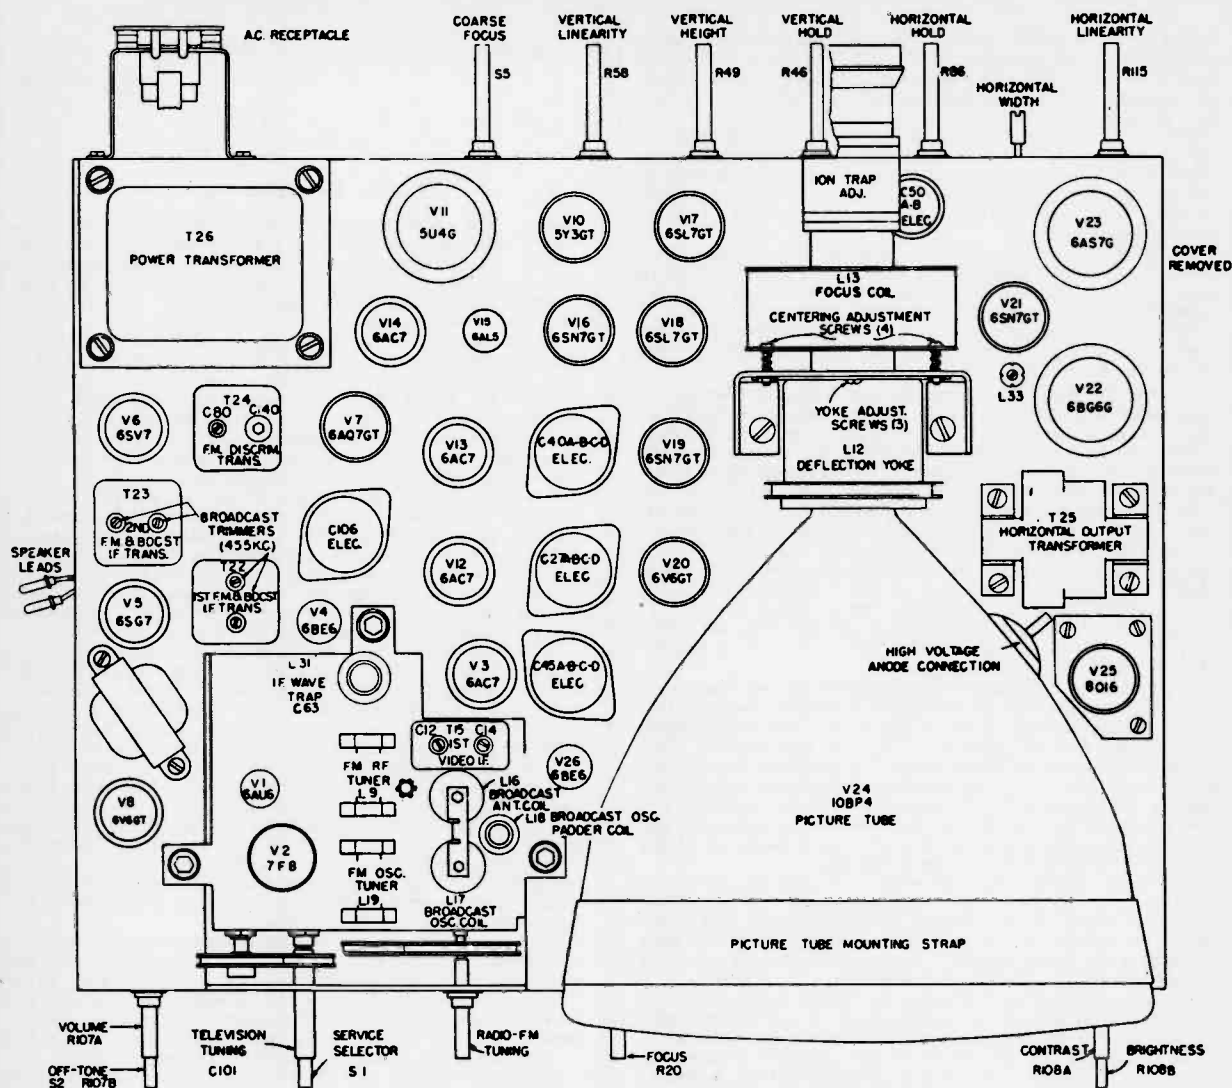 A.C. RECEPTACLE
COARSE
FOCUS
S5
VERTICAL
LINEARITY
R58
VERTICAL
HEIGHT
R49
VERTICAL
HOLD
R46
HORIZONTAL
HOLD
R86
HORIZONTAL
WIDTH
HORIZONTAL
LINEARITY
R115
T26
POWER TRANSFORMER
V11
5U4G
V10
5Y3GT
V17
6SL7GT
ION TRAP
ADJ.
C50
A-B
ELEC
V23
6AS7G
COVER
REMOVED
V14
6AC7
V15
6AL5
V16
6SN7GT
V18
6SL7GT
L13
FOCUS COIL
CENTERING ADJUSTMENT
SCREWS (4)
V21
6SN7GT
L33
V22
6BG6G
V6
6SV7
T24
C80 C140
F.M. DISCRIM.
TRANS.
V7
6AQ7GT
V13
6AC7
C40A-B-C-D
ELEC.
V19
6SN7GT
YOKE ADJUST.
SCREWS (3)
L12
DEFLECTION YOKE
T23
2ND
F.M. & BDCST
I.F. TRANS.
BROADCAST
TRIMMERS
(455KC)
T22
1ST F.M. & BDCST
I.F. TRANS
C106
ELEC.
V12
6AC7
C27A-B-C-D
ELEC
V20
6V6GT
T25
HORIZONTAL OUTPUT
TRANSFORMER
SPEAKER
LEADS
V5
6SG7
V4
6BE6
L31
I.F. WAVE
TRAP
C63
V3
6AC7
C45A-B-C-D
ELEC
HIGH VOLTAGE
ANODE CONNECTION
V25
8016
C12 T15 C14
1ST
VIDEO I.F.
V26
6BE6
V1
6AU6
FM RF
TUNER
L9
L16
BROADCAST
ANT. COIL
L18 BROADCAST OSC.
PADDER COIL
V24
10BP4
PICTURE TUBE
V8
6V6GT
V2
7F8
FM OSC.
TUNER
L19
L17
BROADCAST
OSC. COIL
PICTURE TUBE MOUNTING STRAP
VOLUME
R107A
OFF-TONE
S2 R107B
TELEVISION
TUNING
C101
SERVICE
SELECTOR
S1
RADIO-FM
TUNING
FOCUS
R20
CONTRAST
R108A
BRIGHTNESS
R108B